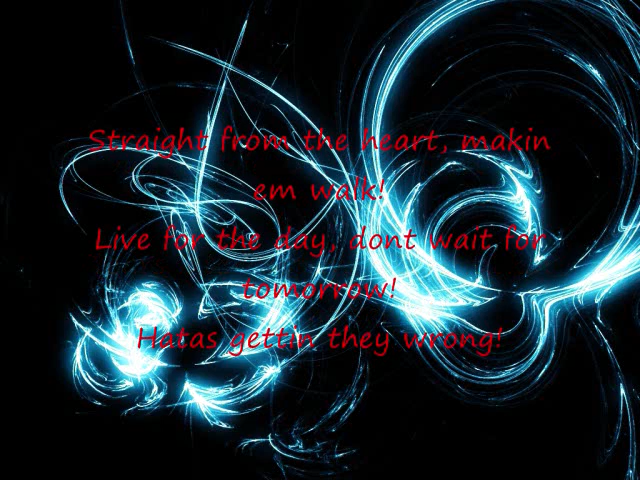 Straight from the heart, makin
em walk!
Live for the day, dont wait for
tomorrow!
Hatas gettin they wrong!